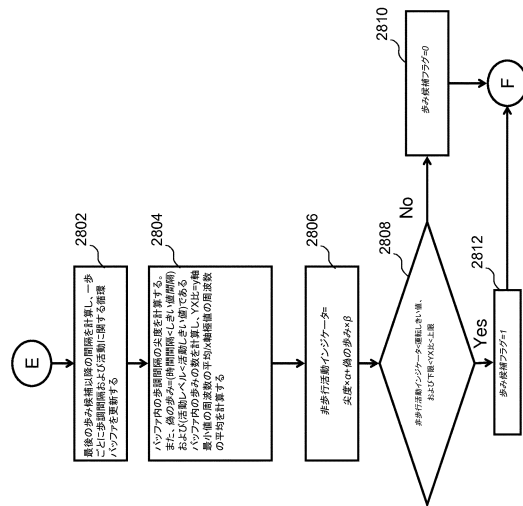 E
2802
最後の歩み候補以降の間隔を計算し、一歩
ごとに歩調間隔および活動に関する循環
バッファを更新する
2804
バッファ内の歩調間隔の尖度を計算する。
また、偽の歩み=(時間間隔<しきい値間隔)
および(活動レベル<活動しきい値)である
バッファ内の歩みの数を計算し、YX比=y軸
最小値の周波数の平均/x軸極値の周波数
の平均を計算する
2806
非歩行活動インジケータ=
尖度×α+偽の歩み×β
2808
非歩行活動インジケータ<運転しきい値、
および下限<YX比<上限
No
2810
歩み候補フラグ=0
Yes
2812
歩み候補フラグ=1
F